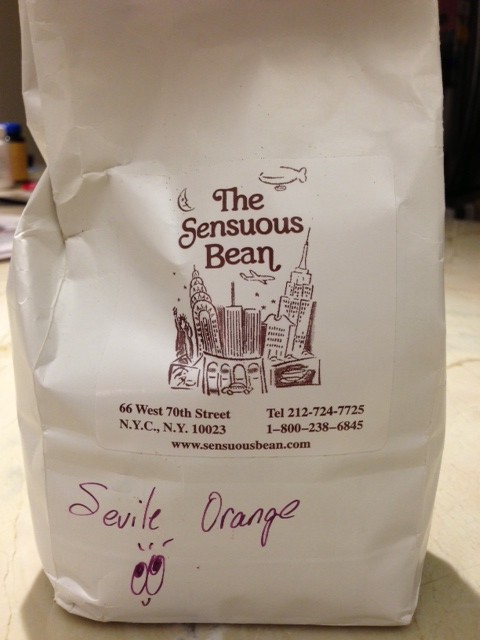 The
Sensuous
Bean
66 West 70th Street Tel 212-724-7725
N.Y.C., N.Y. 10023 1-800-238-6845
www.sensuousbean.com
Sevile Orange